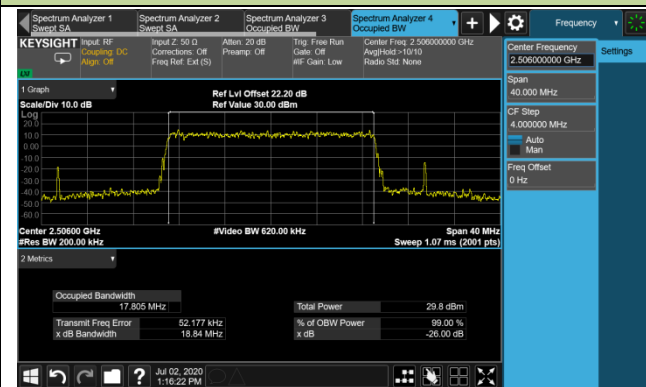 Spectrum Analyzer 1
Swept SA
Spectrum Analyzer 2
Swept SA
Spectrum Analyzer 3
Occupied BW
Spectrum Analyzer 4
Occupied BW
Frequency
KEYSIGHT
Input: RF
Coupling: DC
Align: Off
Input Z: 50 Ω
Corrections: Off
Freq Ref: Ext (S)
Atten: 20 dB
Preamp: Off
Trig: Free Run
Gate: Off
#IF Gain: Low
Center Freq: 2.506000000 GHz
Avg|Hold:>10/10
Radio Std: None
Center Frequency
2.506000000 GHz
Settings
Span
40.000 MHz
CF Step
4.000000 MHz
Auto
Man
Freq Offset
0 Hz
1 Graph
Scale/Div 10.0 dB
Ref Lvl Offset 22.20 dB
Ref Value 30.00 dBm
Log
20.0
10.0
0.00
-10.0
-20.0
-30.0
-40.0
-50.0
-60.0
Center 2.50600 GHz
#Res BW 200.00 kHz
#Video BW 620.00 kHz
Span 40 MHz
Sweep 1.07 ms (2001 pts)
2 Metrics
Occupied Bandwidth
17.805 MHz
Total Power 29.8 dBm
Transmit Freq Error 52.177 kHz
% of OBW Power 99.00 %
x dB Bandwidth 18.84 MHz
x dB -26.00 dB
Jul 02, 2020
1:16:22 PM